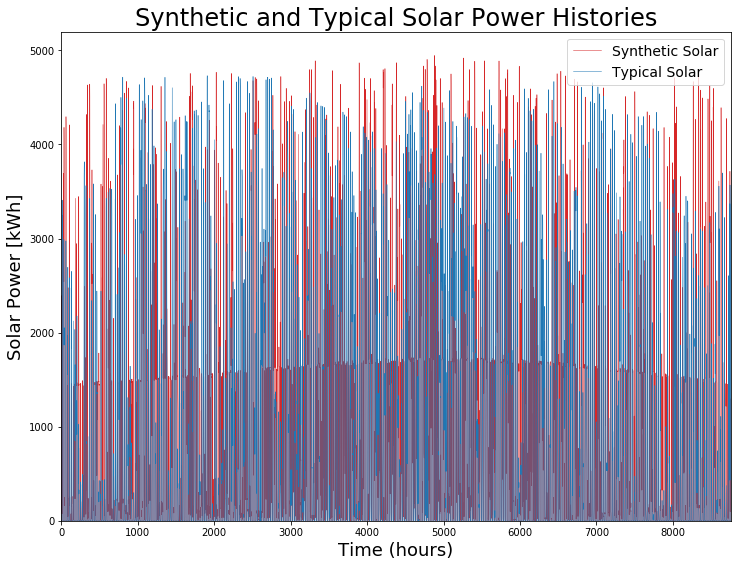 Synthetic and Typical Solar Power Histories
Synthetic Solar
Typical Solar
Solar Power [kWh]
5000
4000
3000
2000
1000
0
0 1000 2000 3000 4000 5000 6000 7000 8000
Time (hours)